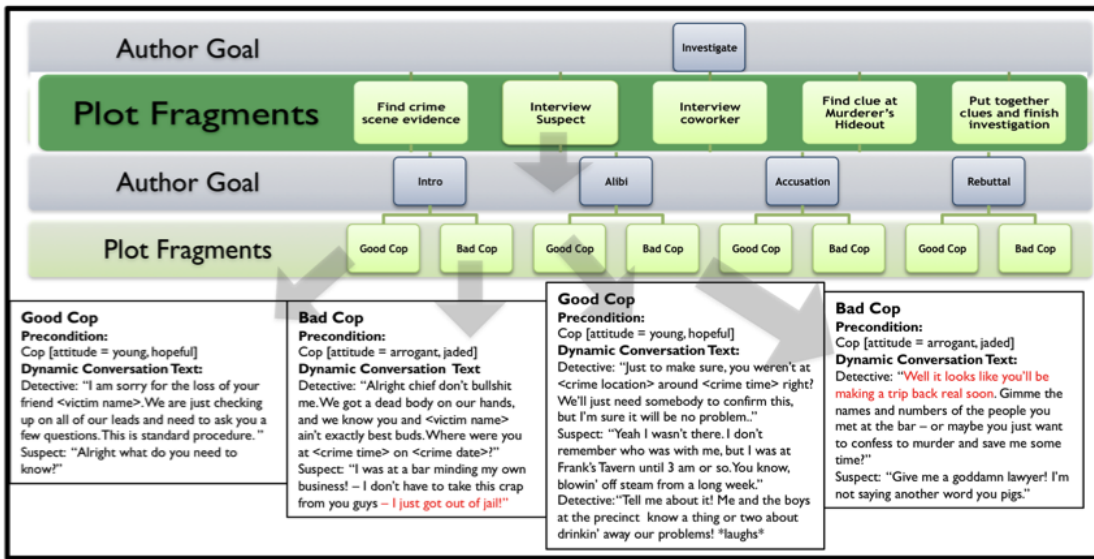 Author Goal
Investigate
Plot Fragments
Find crime
scene evidence
Interview
Suspect
Interview
coworker
Find clue at
Murderer's
Hideout
Put together
clues and finish
investigation
Author Goal
Intro
Alibi
Accusation
Rebuttal
Plot Fragments
Good Cop
Bad Cop
Good Cop
Bad Cop
Good Cop
Bad Cop
Good Cop
Bad Cop
Good Cop
Precondition:
Cop [attitude = young, hopeful]
Dynamic Conversation Text:
Detective: “I am sorry for the loss of your
friend <victim name>. We are just checking
up on all of our leads and need to ask you a
few questions. This is standard procedure. ”
Suspect: “Alright what do you need to
know?”
Bad Cop
Precondition:
Cop [attitude = arrogant, jaded]
Dynamic Conversation Text
Detective: “Alright chief don't bullshit
me. We got a dead body on our hands,
and we know you and <victim name>
ain't exactly best buds. Where were you
at <crime time> on <crime date>?”
Suspect: “I was at a bar minding my own
business! – I don't have to take this crap
from you guys – I just got out of jail!”
Good Cop
Precondition:
Cop [attitude = young, hopeful]
Dynamic Conversation Text:
Detective: “Just to make sure, you weren't at
<crime location> around <crime time> right?
We'll just need somebody to confirm this,
but I'm sure it will be no problem..”
Suspect: “Yeah I wasn't there. I don't
remember who was with me, but I was at
Frank's Tavern until 3 am or so. You know,
blowin' off steam from a long week.”
Detective: “Tell me about it! Me and the boys
at the precinct know a thing or two about
drinkin' away our problems! *laughs*
Bad Cop
Precondition:
Cop [attitude = arrogant, jaded]
Dynamic Conversation Text:
Detective: “Well it looks like you'll be
making a trip back real soon. Gimme the
names and numbers of the people you
met at the bar – or maybe you just want
to confess to murder and save me some
time?”
Suspect: “Give me a goddamn lawyer! I'm
not saying another word you pigs.”